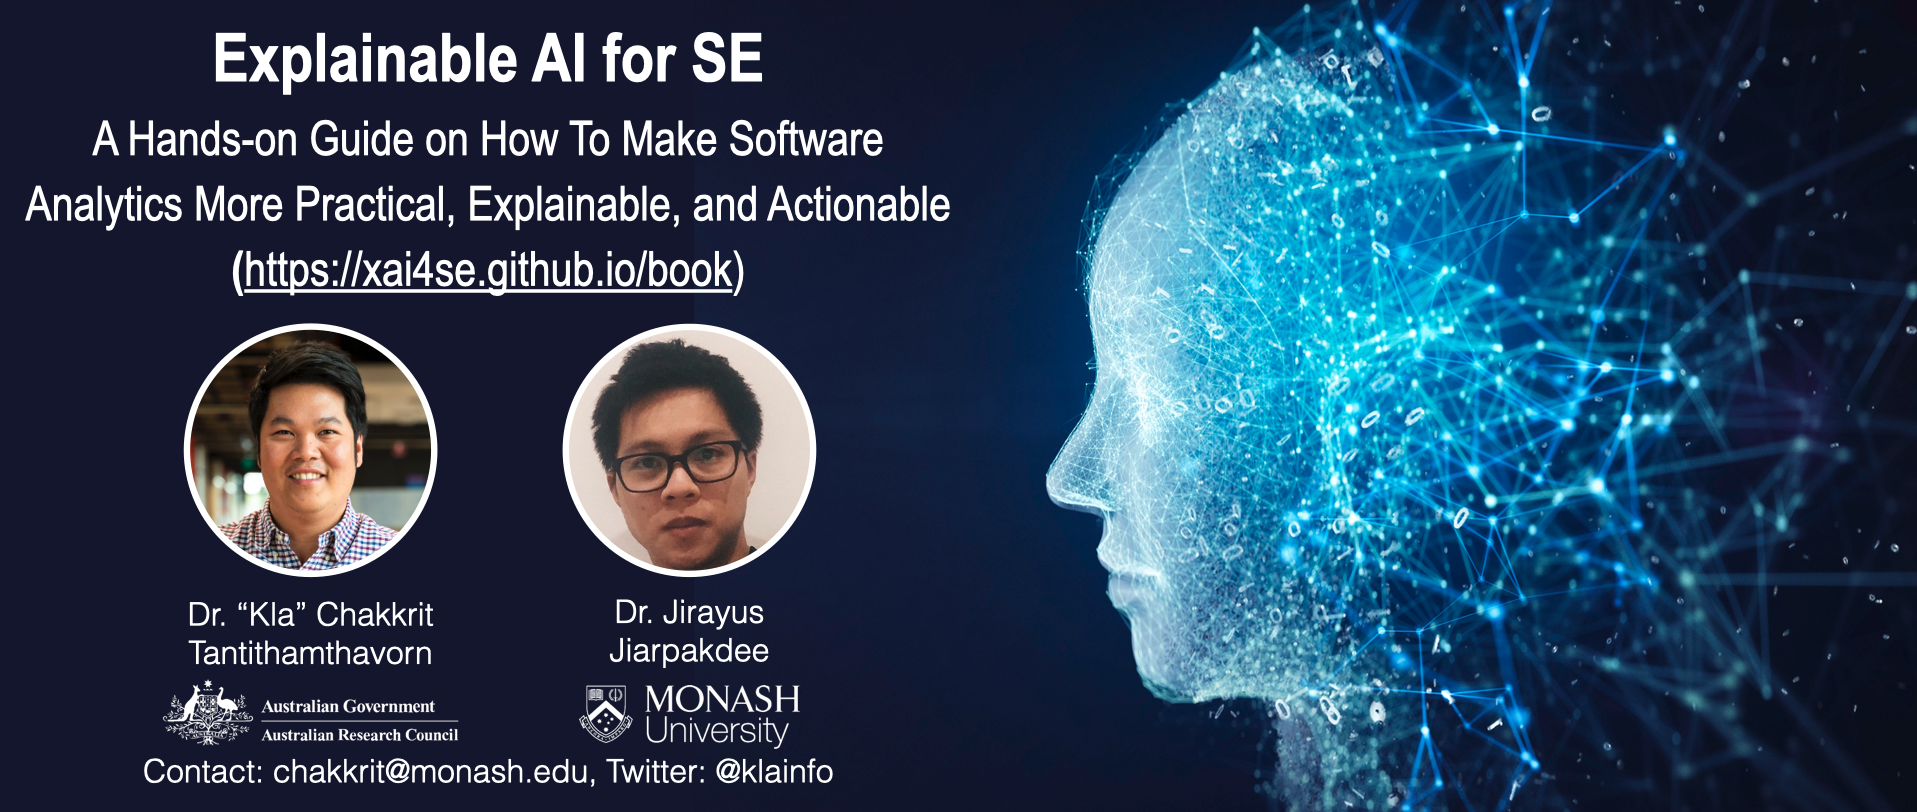 Explainable AI for SE
A Hands-on Guide on How To Make Software
Analytics More Practical, Explainable, and Actionable
(https://xai4se.github.io/book)
Dr. “Kla” Chakkrit
Tantithamthavorn
Dr. Jirayus
Jiarpakdee
Australian Government
Australian Research Council
MONASH
University
Contact: chakkrit@monash.edu, Twitter: @klainfo